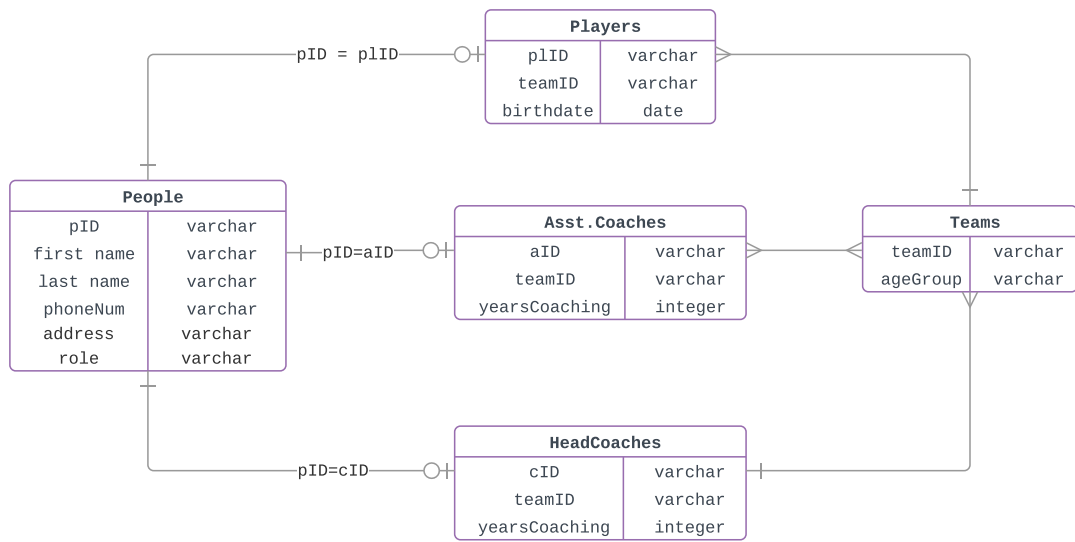 Players
pID = plID
plID varchar
teamID varchar
birthdate date
People
pID varchar
first name varchar
last name varchar
phoneNum varchar
address varchar
role varchar
pID=aID
Asst.Coaches
aID varchar
teamID varchar
yearsCoaching integer
Teams
teamID varchar
ageGroup varchar
HeadCoaches
pID=cID
cID varchar
teamID varchar
yearsCoaching integer